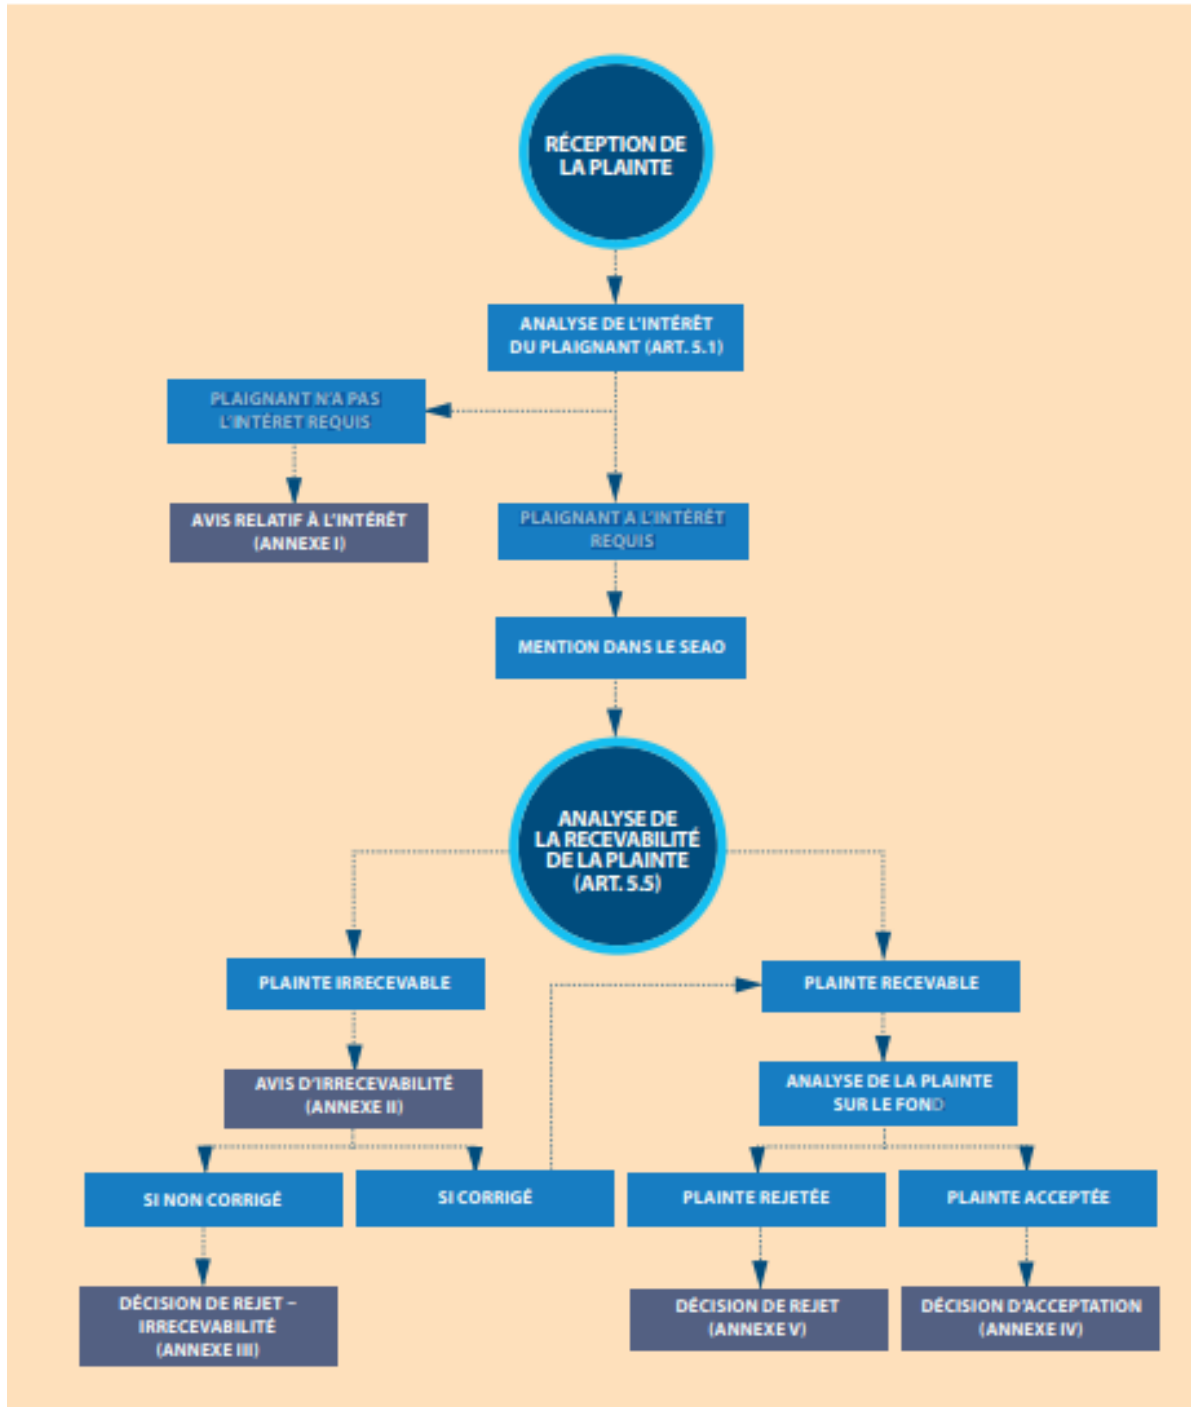 RÉCEPTION DE
LA PLAINTE
ANALYSE DE L'INTÉRÊT
DU PLAIGNANT (ART. 5.1)
PLAIGNANT N'A PAS
L'INTÉRET REQUIS
AVIS RELATIF À L'INTÉRÊT
(ANNEXE I)
PLAIGNANT A L'INTÉRÊT
REQUIS
MENTION DANS LE SEAO
ANALYSE DE
LA RECEVABILITÉ
DE LA PLAINTE
(ART. 5.5)
PLAINTE IRRECEVABLE
PLAINTE RECEVABLE
AVIS D'IRRECEVABILITÉ
(ANNEXE II)
ANALYSE DE LA PLAINTE
SUR LE FOND
SI NON CORRIGÉ
SI CORRIGÉ
PLAINTE REJETÉE
PLAINTE ACCEPTÉE
DÉCISION DE REJET –
IRRECEVABILITÉ
(ANNEXE III)
DÉCISION DE REJET
(ANNEXE V)
DÉCISION D'ACCEPTATION
(ANNEXE IV)